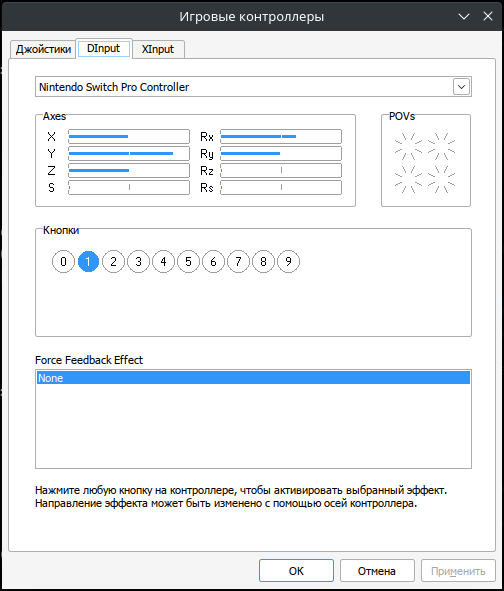 Игровые контроллеры
Джойстики DInput XInput
Nintendo Switch Pro Controller
Axes POVs
X Rx
Y Ry
Z Rz
S Rs
Кнопки
0 1 2 3 4 5 6 7 8 9
Force Feedback Effect
None
Нажмите любую кнопку на контроллере, чтобы активировать выбранный эффект.
Направление эффекта может быть изменено с помощью осей контроллера.
ОК Отмена Применить